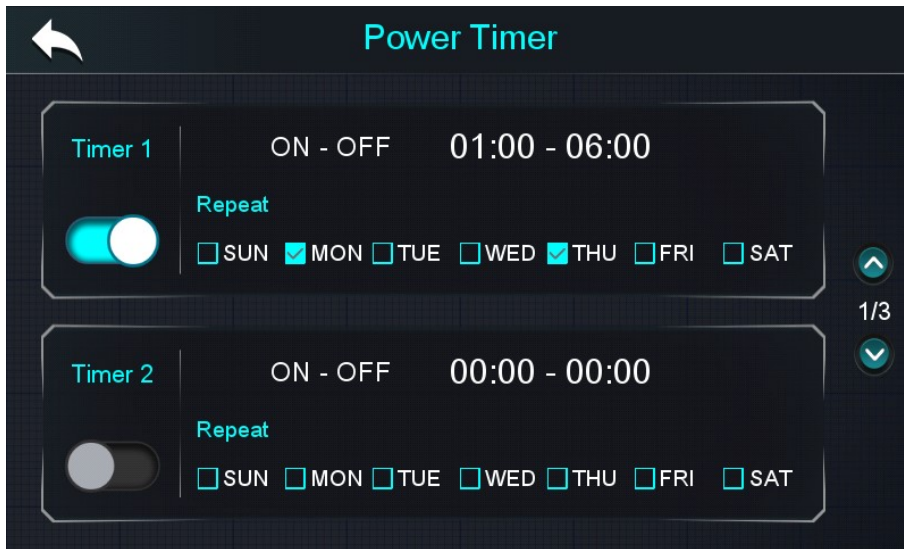 Power Timer
Timer 1
ON - OFF 01:00 - 06:00
Repeat
SUN MON TUE WED THU FRI SAT
1/3
Timer 2
ON - OFF 00:00 - 00:00
Repeat
SUN MON TUE WED THU FRI SAT